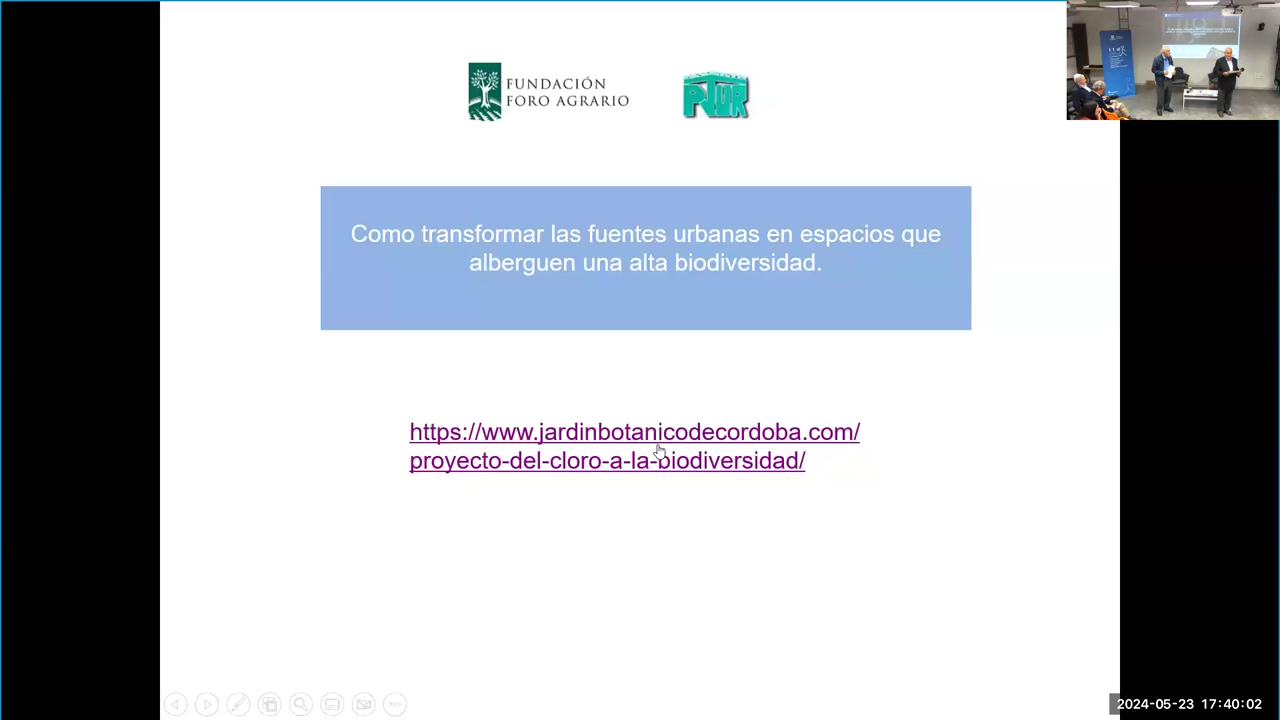 FUNDACIÓN
FORO AGRARIO
PTUR
Como transformar las fuentes urbanas en espacios que
alberguen una alta biodiversidad.
https://www.jardinbotanicodecordoba.com/
proyecto-del-cloro-a-la-biodiversidad/
2024-05-23 17:40:02